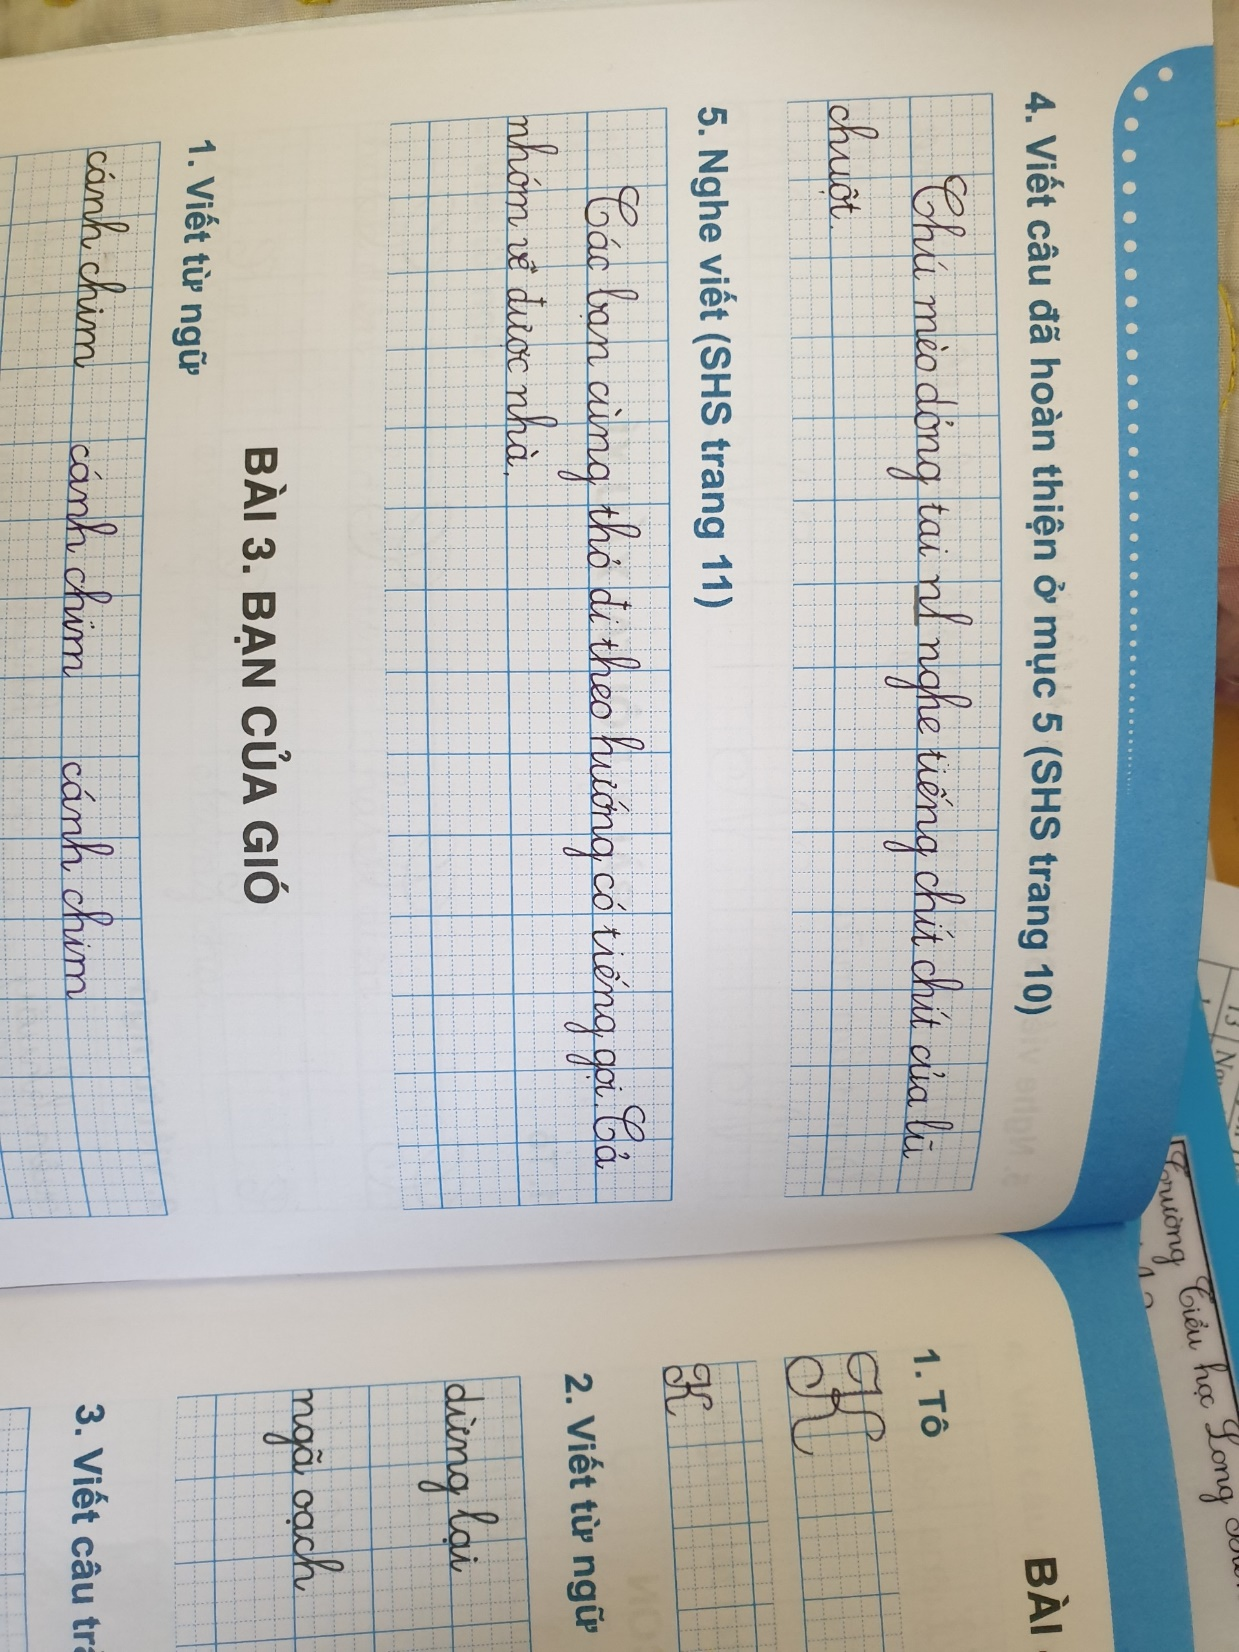 4. Viết câu đã hoàn thiện ở mục 5 (SHS trang 10)
Chú mèo dỏng tai nl nghe tiếng chít chít của lũ
chuột.
5. Nghe viết (SHS trang 11)
Các bạn cùng thỏ đi theo hướng có tiếng gọi. Cả
nhóm về được nhà.
BÀI 3. BẠN CỦA GIÓ
1. Viết từ ngữ
cánh chim cánh chim cánh chim
BÀI
1. Tô
K
K
2. Viết từ ngữ
dừng lại
ngã oạch
3. Viết câu
Trường Tiểu học Long
13